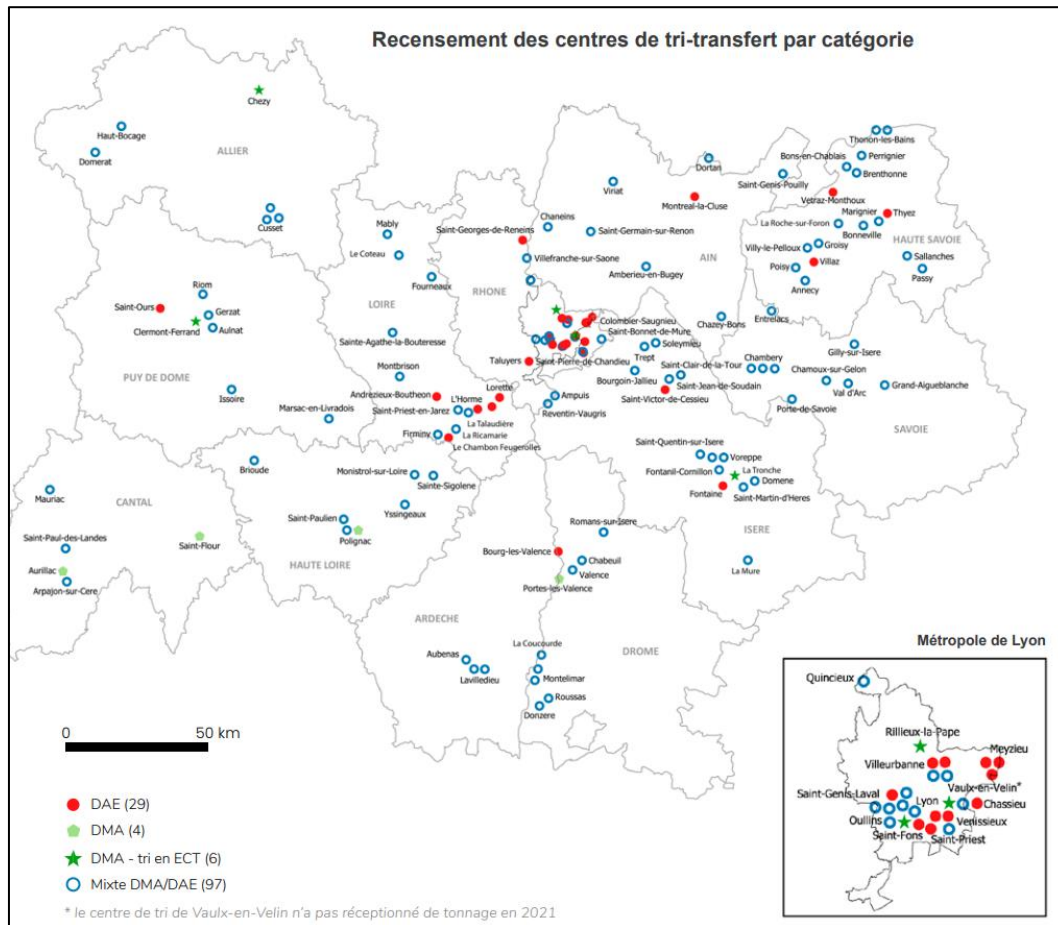 Recensement des centres de tri-transfert par catégorie
Chezy
Haut-Bocage
Domerat
ALLIER
Cusset
Thonon-les-Bains
Bons-en-Chablais
Perrignier
Brenthonne
Dortan
Saint-Genis-Pouilly
Viriat
Vetraz-Monthoux
Montreal-la-Cluse
Marignier
Thyez
La Roche-sur-Foron
Bonneville
Mably
Saint-Georges-de-Reneins
Chaneins
Saint-Germain-sur-Renon
AIN
HAUTE SAVOIE
Villy-le-Pelloux
Groisy
Le Coteau
Villefranche-sur-Saone
Sallanches
Amberieu-en-Bugey
Poisy
Villaz
Passy
Annecy
Fourneaux
RHONE
LOIRE
Riom
Saint-Ours
Gerzat
Clermont-Ferrand
Aulnat
Colombier-Saugnieu
Chazey-Bons
Entrelacs
Saint-Bonnet-de-Mure
Sainte-Agathe-la-Bouteresse
Soleymieu
Gilly-sur-Isere
Trept
Taluyers
Saint-Pierre-de-Chandieu
Saint-Clair-de-la-Tour
Chambery
Chamoux-sur-Gelon
PUY DE DOME
Montbrison
Bourgoin-Jallieu
Saint-Jean-de-Soudain
Val d'Arc
Grand-Aigueblanche
Issoire
Andrézieux-Boutheon
Lorette
L'Horme
Ampuis
Saint-Victor-de-Cessieu
Porte-de-Savoie
Marsac-en-Livradois
Saint-Priest-en-Jarez
Reventin-Vaugris
La Talaudière
SAVOIE
Firminy
La Ricamarie
Le Chambon Feugerolles
Saint-Quentin-sur-Isere
Voreppe
Brioude
Monistrol-sur-Loire
Fontanil-Cornillon
La Tronche
Domene
Sainte-Sigolene
Fontaine
Saint-Martin-d'Heres
CANTAL
Mauriac
Yssingeaux
Saint-Paulien
Polignac
Romans-sur-Isere
ISERE
Saint-Paul-des-Landes
Saint-Flour
HAUTE LOIRE
Bourg-les-Valence
Chabeuil
La Mure
Aurillac
Valence
Arpajon-sur-Cere
Portes-les-Valence
ARDECHE
La Coucourde
DROME
Aubenas
Lavilledieu
Montelimar
Roussas
Donzere
Métropole de Lyon
Quincieux
Rillieux-la-Pape
Meyzieu
Villeurbanne
Vaulx-en-Velin*
Saint-Genis-Laval
Lyon
Chassieu
Oullins
Venissieux
Saint-Fons
Saint-Priest
0 50 km
DAE (29)
DMA (4)
DMA - tri en ECT (6)
Mixte DMA/DAE (97)
* le centre de tri de Vaulx-en-Velin n'a pas réceptionné de tonnage en 2021